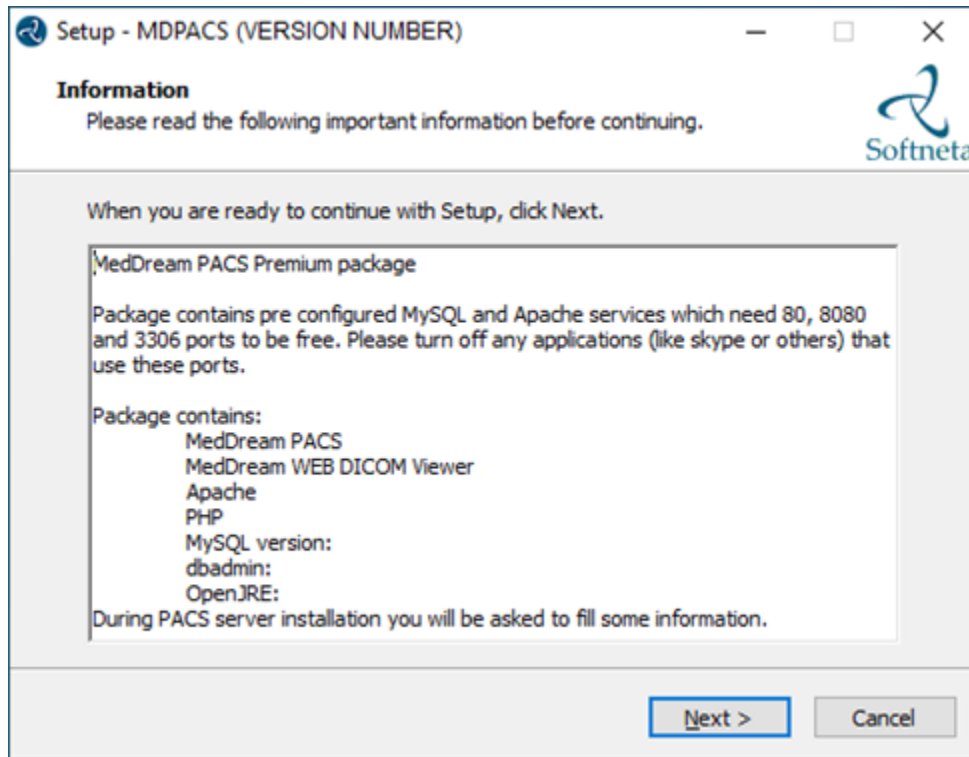 Setup - MDPACS (VERSION NUMBER)
Information
Please read the following important information before continuing.
Softneta
When you are ready to continue with Setup, click Next.
MedDream PACS Premium package
Package contains pre configured MySQL and Apache services which need 80, 8080
and 3306 ports to be free. Please turn off any applications (like skype or others) that
use these ports.
Package contains:
MedDream PACS
MedDream WEB DICOM Viewer
Apache
PHP
MySQL version:
dbadmin:
OpenJRE:
During PACS server installation you will be asked to fill some information.
Next >
Cancel